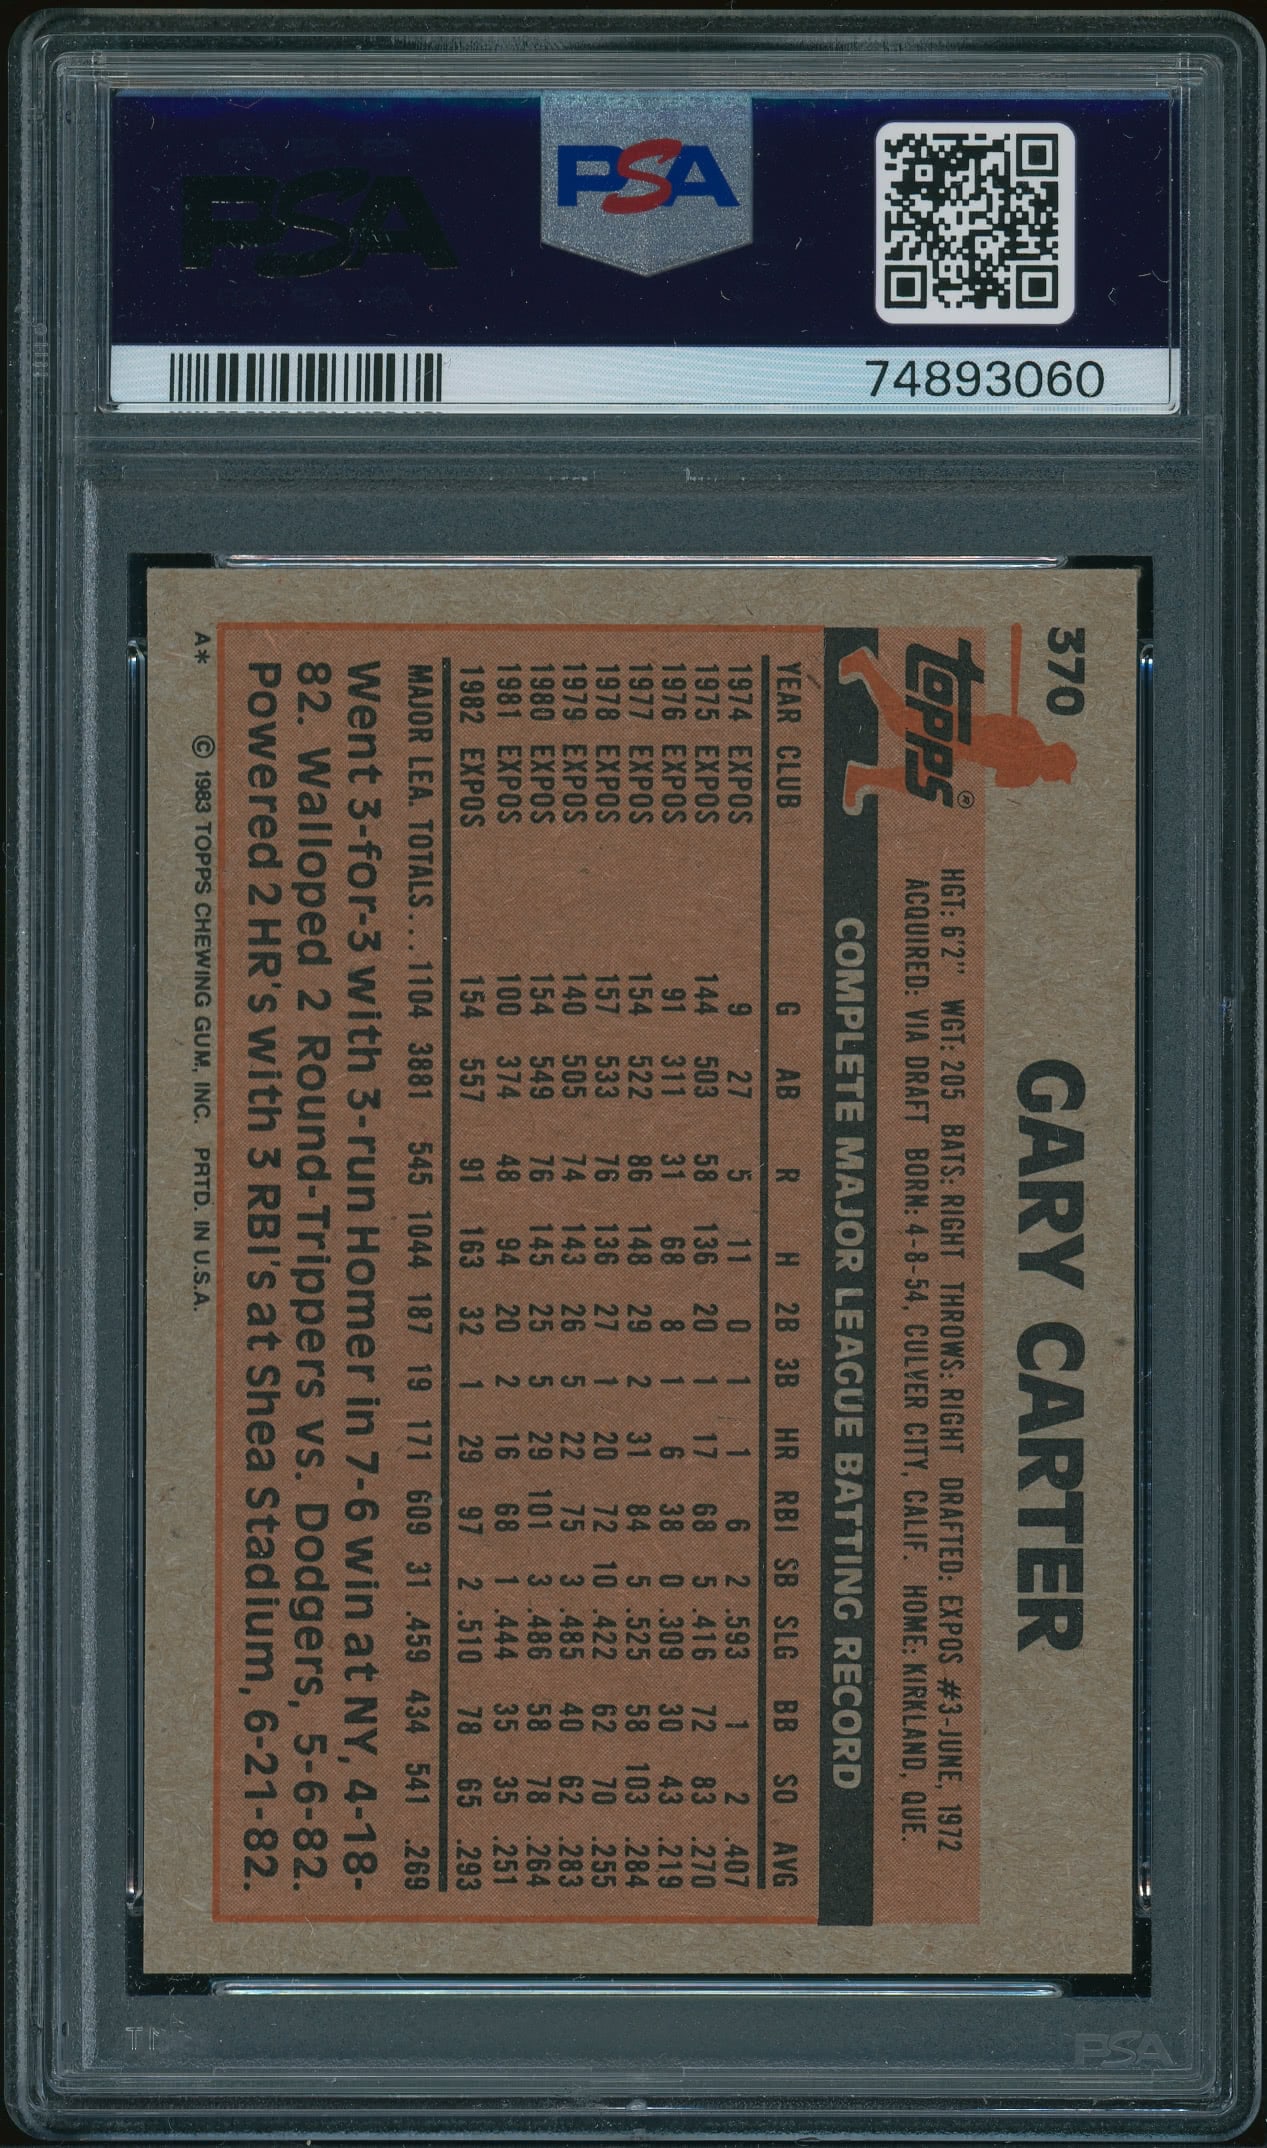 PSA
PSA
74893060
370
GARY CARTER
topps®
HGT: 6'2" WGT: 205 BATS: RIGHT THROWS: RIGHT DRAFTED: EXPOS #3-JUNE, 1972
ACQUIRED: VIA DRAFT BORN: 4-8-54, CULVER CITY, CALIF. HOME: KIRKLAND, QUE.
COMPLETE MAJOR LEAGUE BATTING RECORD
YEAR CLUB G AB R H 2B 3B HR RBI SB SLG BB SO AVG
1974 EXPOS 9 27 5 11 0 1 1 6 2 .593 1 2 .407
1975 EXPOS 144 503 58 136 20 1 17 68 5 .416 72 83 .270
1976 EXPOS 91 311 31 68 8 1 6 38 0 .309 30 43 .219
1977 EXPOS 154 522 86 148 29 2 31 84 5 .525 58 103 .284
1978 EXPOS 157 533 76 136 27 1 20 72 10 .422 62 70 .255
1979 EXPOS 140 505 74 143 26 5 22 75 3 .485 40 62 .283
1980 EXPOS 154 549 76 145 25 5 29 101 3 .486 58 78 .264
1981 EXPOS 100 374 48 94 20 2 16 68 1 .444 35 35 .251
1982 EXPOS 154 557 91 163 32 1 29 97 2 .510 78 65 .293
MAJOR LEA. TOTALS... 1104 3881 545 1044 187 19 171 609 31 .459 434 541 .269
Went 3-for-3 with 3-run Homer in 7-6 win at NY, 4-18-
82. Walloped 2 Round-Trippers vs. Dodgers, 5-6-82.
Powered 2 HR's with 3 RBI's at Shea Stadium, 6-21-82.
A* © 1983 TOPPS CHEWING GUM, INC. PRTD. IN U.S.A.
PSA